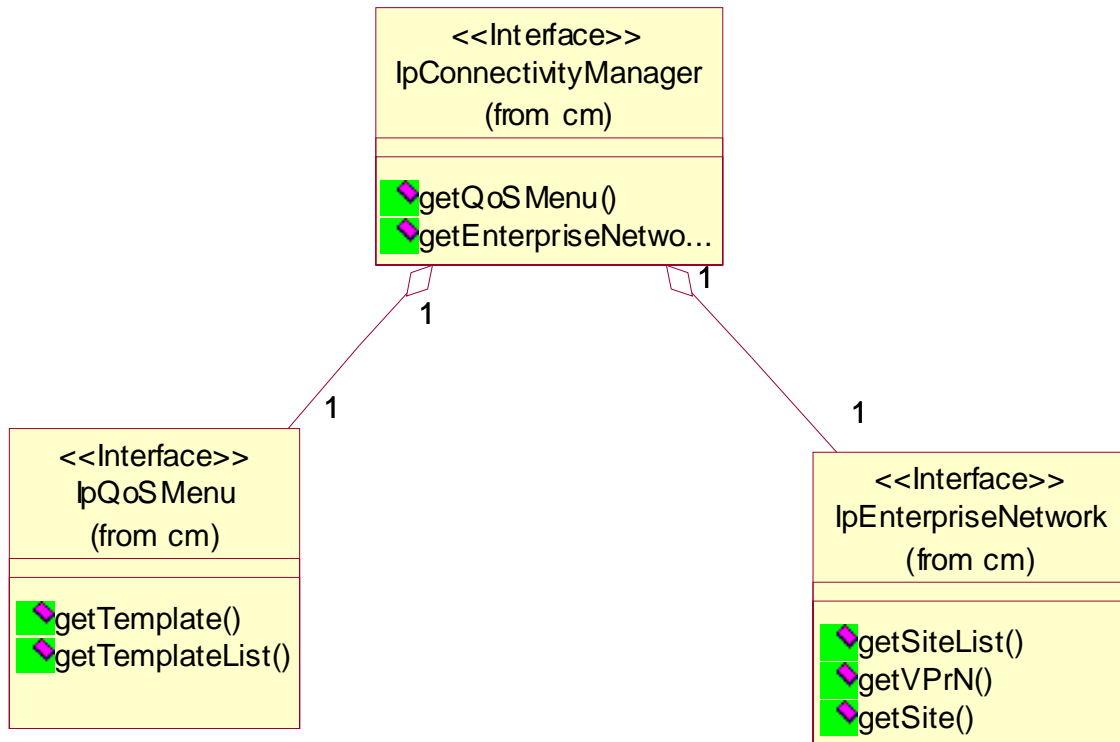 <<Interface>>
IpConnectivityManager
(from cm)
getQoSMenu()
getEnterpriseNetwo...
1
1
1
1
<<Interface>>
IpQoSMenu
(from cm)
getTemplate()
getTemplateList()
<<Interface>>
IpEnterpriseNetwork
(from cm)
getSiteList()
getVPrN()
getSite()